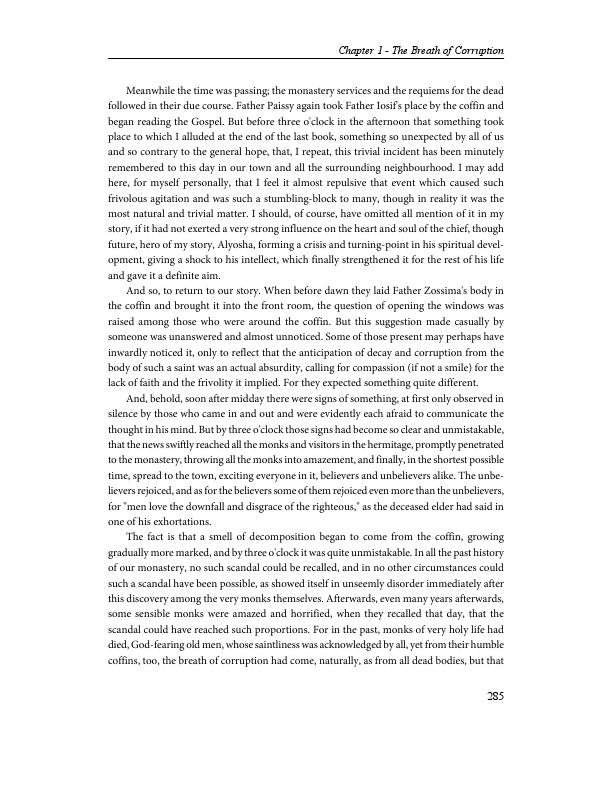 Chapter 1 - The Breath of Corruption
Meanwhile the time was passing; the monastery services and the requiems for the dead
followed in their due course. Father Paissy again took Father Iosif's place by the coffin and
began reading the Gospel. But before three o'clock in the afternoon that something took
place to which I alluded at the end of the last book, something so unexpected by all of us
and so contrary to the general hope, that, I repeat, this trivial incident has been minutely
remembered to this day in our town and all the surrounding neighbourhood. I may add
here, for myself personally, that I feel it almost repulsive that event which caused such
frivolous agitation and was such a stumbling-block to many, though in reality it was the
most natural and trivial matter. I should, of course, have omitted all mention of it in my
story, if it had not exerted a very strong influence on the heart and soul of the chief, though
future, hero of my story, Alyosha, forming a crisis and turning-point in his spiritual devel-
opment, giving a shock to his intellect, which finally strengthened it for the rest of his life
and gave it a definite aim.
And so, to return to our story. When before dawn they laid Father Zossima's body in
the coffin and brought it into the front room, the question of opening the windows was
raised among those who were around the coffin. But this suggestion made casually by
someone was unanswered and almost unnoticed. Some of those present may perhaps have
inwardly noticed it, only to reflect that the anticipation of decay and corruption from the
body of such a saint was an actual absurdity, calling for compassion (if not a smile) for the
lack of faith and the frivolity it implied. For they expected something quite different.
And, behold, soon after midday there were signs of something, at first only observed in
silence by those who came in and out and were evidently each afraid to communicate the
thought in his mind. But by three o'clock those signs had become so clear and unmistakable,
that the news swiftly reached all the monks and visitors in the hermitage, promptly penetrated
to the monastery, throwing all the monks into amazement, and finally, in the shortest possible
time, spread to the town, exciting everyone in it, believers and unbelievers alike. The unbe-
lievers rejoiced, and as for the believers some of them rejoiced even more than the unbelievers,
for "men love the downfall and disgrace of the righteous," as the deceased elder had said in
one of his exhortations.
The fact is that a smell of decomposition began to come from the coffin, growing
gradually more marked, and by three o'clock it was quite unmistakable. In all the past history
of our monastery, no such scandal could be recalled, and in no other circumstances could
such a scandal have been possible, as showed itself in unseemly disorder immediately after
this discovery among the very monks themselves. Afterwards, even many years afterwards,
some sensible monks were amazed and horrified, when they recalled that day, that the
scandal could have reached such proportions. For in the past, monks of very holy life had
died, God-fearing old men, whose saintliness was acknowledged by all, yet from their humble
coffins, too, the breath of corruption had come, naturally, as from all dead bodies, but that
285